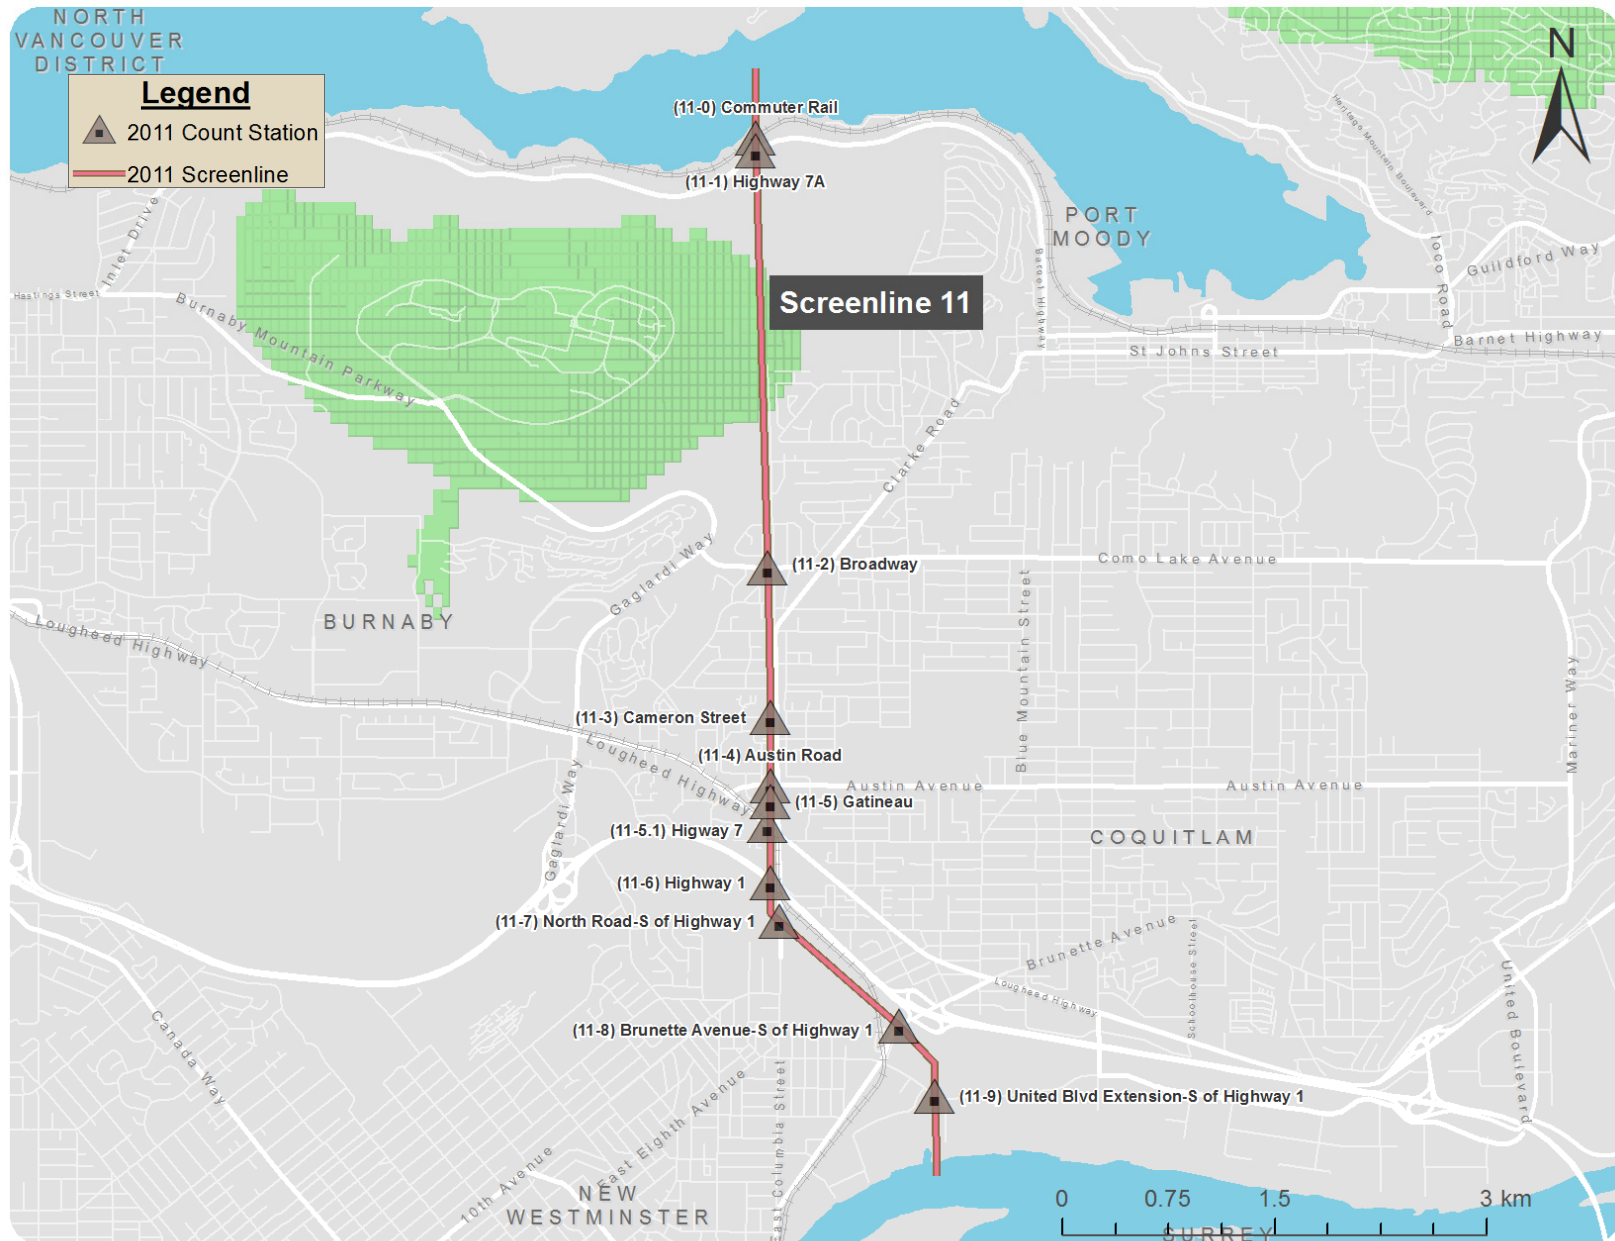 NORTH
VANCOUVER
DISTRICT
N
Legend
2011 Count Station
2011 Screenline
(11-0) Commuter Rail
(11-1) Highway 7A
Heritage Mountain Boulevard
PORT
MOODY
Inlet Drive
Ioco Road
Guildford Way
Hastings Street
Burnaby Mountain Parkway
Screenline 11
Barnet Highway
St Johns Street
Barnet Highway
Clarke Road
Gaglardi Way
(11-2) Broadway
Como Lake Avenue
BURNABY
Lougheed Highway
Blue Mountain Street
Mariner Way
(11-3) Cameron Street
(11-4) Austin Road
Lougheed Highway
Gaglardi Way
Austin Avenue
Austin Avenue
(11-5) Gatineau
(11-5.1) Higway 7
COQUITLAM
(11-6) Highway 1
(11-7) North Road-S of Highway 1
Brunette Avenue
Schoolhouse Street
Lougheed Highway
United Boulevard
Canada Way
(11-8) Brunette Avenue-S of Highway 1
(11-9) United Blvd Extension-S of Highway 1
East Columbia Street
East Eighth Avenue
10th Avenue
NEW
WESTMINSTER
0 0.75 1.5 3 km
SURREY